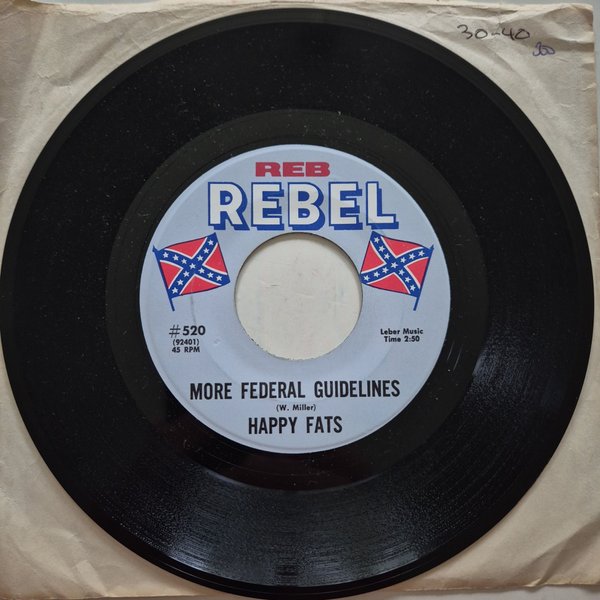 30-40
300
REB
REBEL
#520
(92401)
45 RPM
Leber Music
Time 2:50
MORE FEDERAL GUIDELINES
(W. Miller)
HAPPY FATS